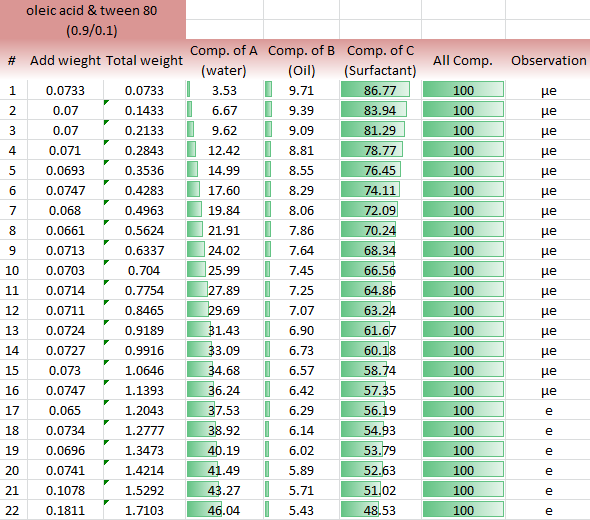 oleic acid & tween 80
(0.9/0.1)
# Add wieght Total weight Comp. of A (water) Comp. of B (Oil) Comp. of C (Surfactant) All Comp. Observation
1 0.0733 0.0733 3.53 9.71 86.77 100 µe
2 0.07 0.1433 6.67 9.39 83.94 100 µe
3 0.07 0.2133 9.62 9.09 81.29 100 µe
4 0.071 0.2843 12.42 8.81 78.77 100 µe
5 0.0693 0.3536 14.99 8.55 76.45 100 µe
6 0.0747 0.4283 17.60 8.29 74.11 100 µe
7 0.068 0.4963 19.84 8.06 72.09 100 µe
8 0.0661 0.5624 21.91 7.86 70.24 100 µe
9 0.0713 0.6337 24.02 7.64 68.34 100 µe
10 0.0703 0.704 25.99 7.45 66.56 100 µe
11 0.0714 0.7754 27.89 7.25 64.86 100 µe
12 0.0711 0.8465 29.69 7.07 63.24 100 µe
13 0.0724 0.9189 31.43 6.90 61.67 100 µe
14 0.0727 0.9916 33.09 6.73 60.18 100 µe
15 0.073 1.0646 34.68 6.57 58.74 100 µe
16 0.0747 1.1393 36.24 6.42 57.35 100 µe
17 0.065 1.2043 37.53 6.29 56.19 100 e
18 0.0734 1.2777 38.92 6.14 54.93 100 e
19 0.0696 1.3473 40.19 6.02 53.79 100 e
20 0.0741 1.4214 41.49 5.89 52.63 100 e
21 0.1078 1.5292 43.27 5.71 51.02 100 e
22 0.1811 1.7103 46.04 5.43 48.53 100 e